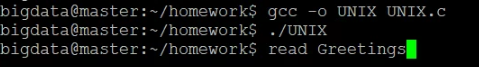 bigdata@master:~/homework$ gcc -o UNIX UNIX.c
bigdata@master:~/homework$ ./UNIX
bigdata@master:~/homework$ read Greetings